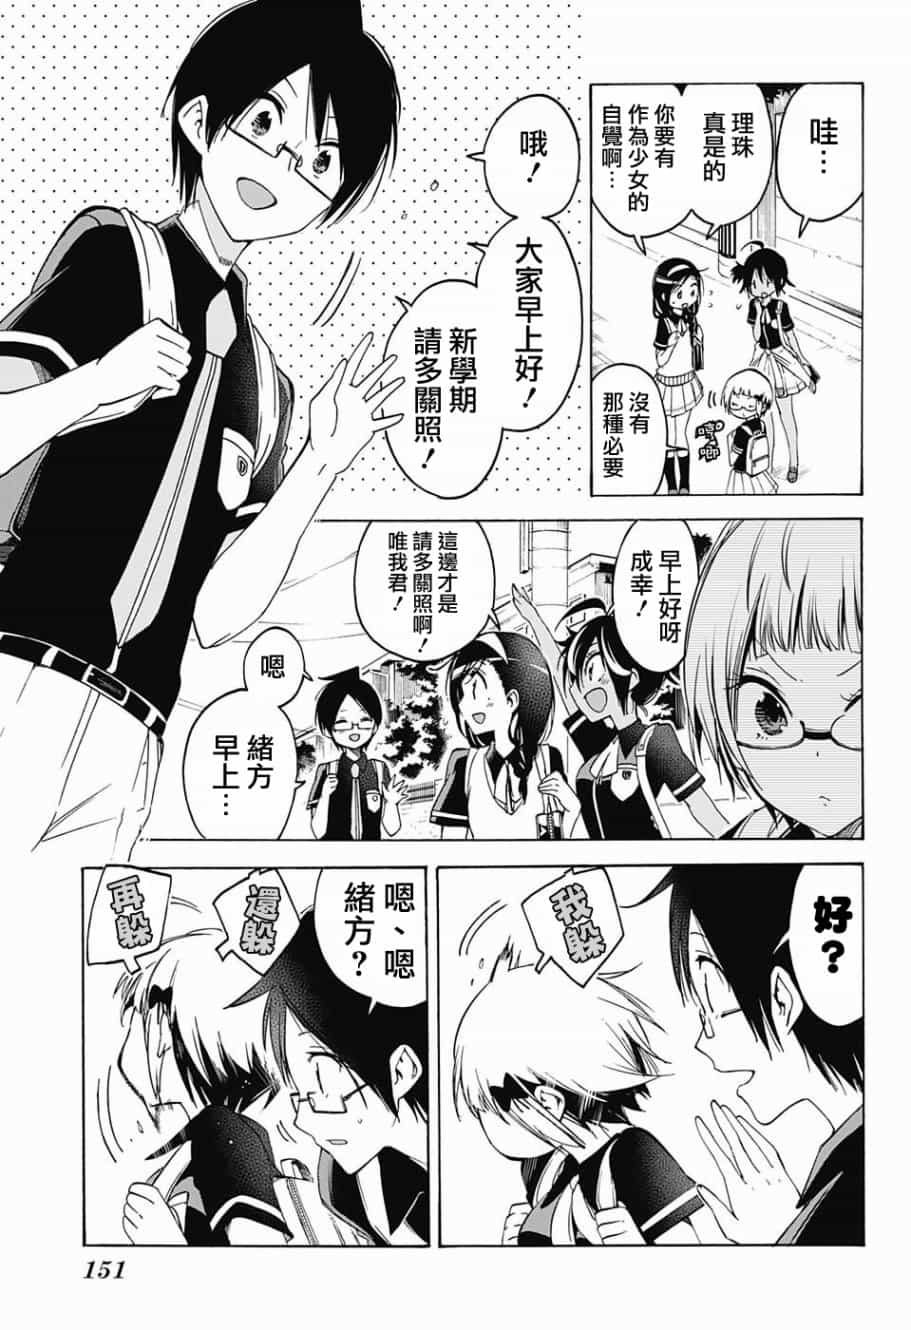 哇…
理珠
真是的
你要有
作為少女的
自覺啊…
沒有
那種必要
哼唧
哦！
大家早上好！
新學期
請多關照！
早上好呀
成幸！
這邊才是
請多關照啊！
唯我君！
嗯
緒方
早上…
好？
我躲
嗯、嗯
緒方？
還躲
再躲
151